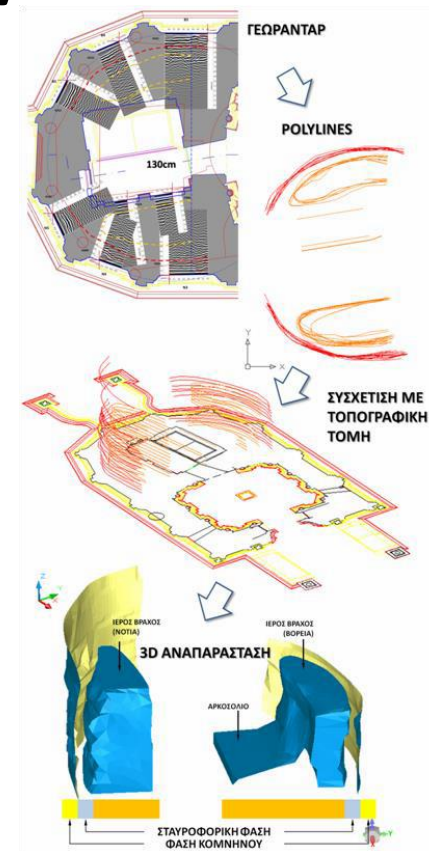 ΓΕΩΡΑΝΤΑΡ
POLYLINES
130cm
Y
X
ΣΥΣΧΕΤΙΣΗ ΜΕ
ΤΟΠΟΓΡΑΦΙΚΗ
ΤΟΜΗ
Z
ΙΕΡΟΣ ΒΡΑΧΟΣ
(ΝΟΤΙΑ)
3D ΑΝΑΠΑΡΑΣΤΑΣΗ
ΙΕΡΟΣ ΒΡΑΧΟΣ
(ΒΟΡΕΙΑ)
ΑΡΚΟΣΟΛΙΟ
ΣΤΑΥΡΟΦΟΡΙΚΗ ΦΑΣΗ
ΦΑΣΗ ΚΟΜΝΗΝΟΥ
Y